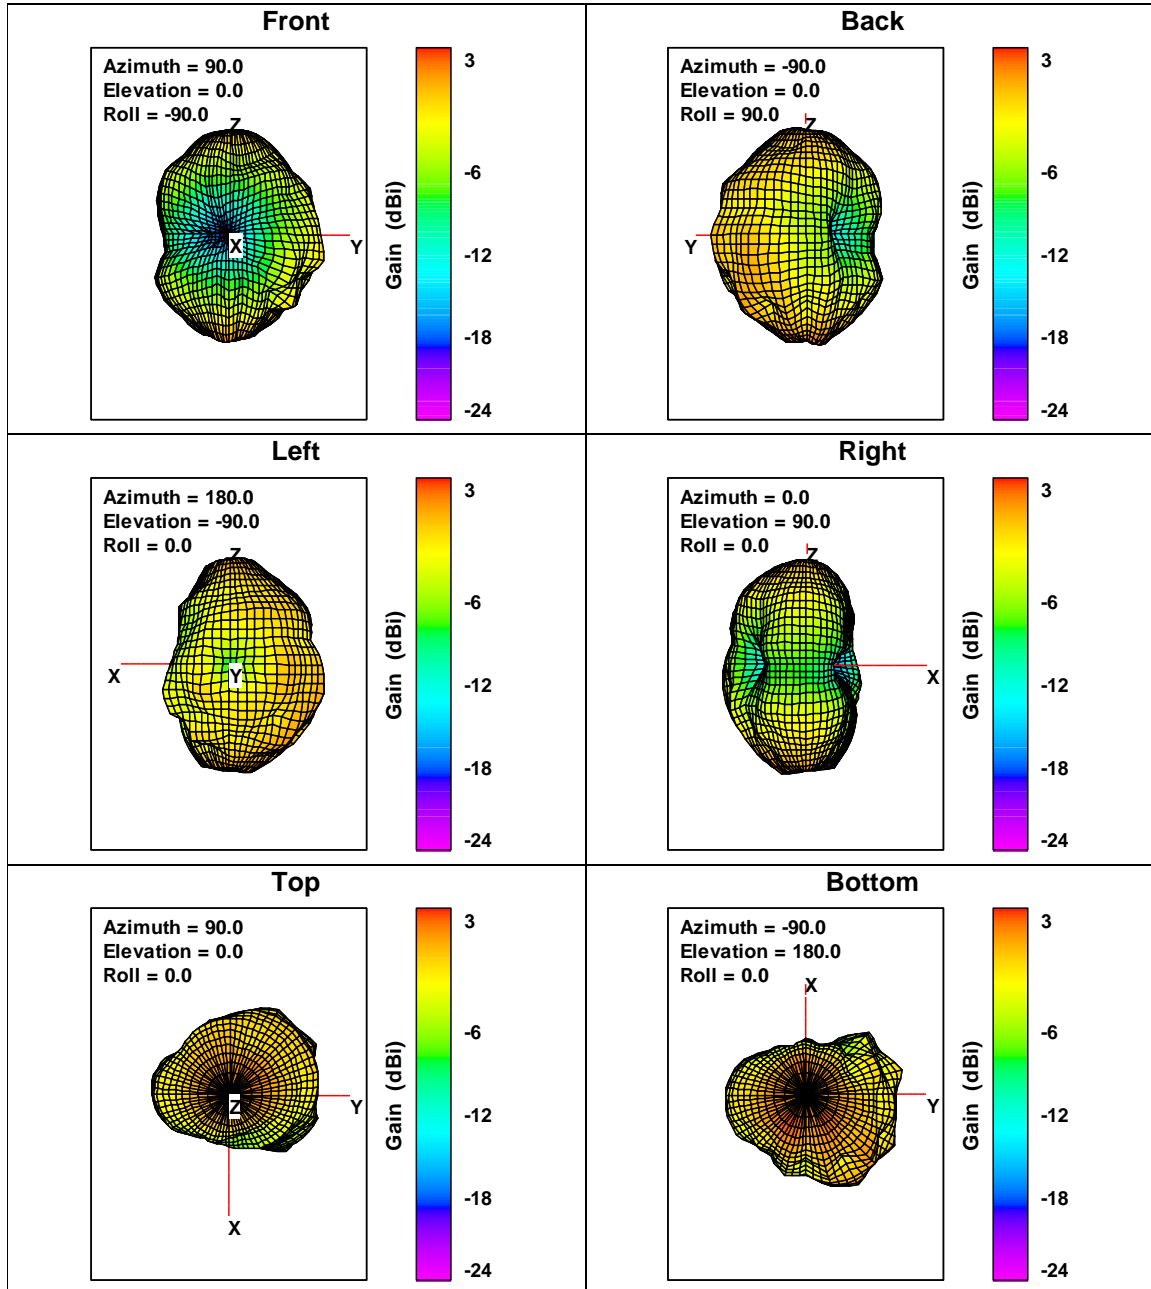 Front
Azimuth = 90.0
Elevation = 0.0
Roll = -90.0
Z
X
Y
Gain (dBi)
3
-6
-12
-18
-24
Back
Azimuth = -90.0
Elevation = 0.0
Roll = 90.0
Z
Y
Gain (dBi)
3
-6
-12
-18
-24
Left
Azimuth = 180.0
Elevation = -90.0
Roll = 0.0
Z
X
Y
Gain (dBi)
3
-6
-12
-18
-24
Right
Azimuth = 0.0
Elevation = 90.0
Roll = 0.0
Z
X
Gain (dBi)
3
-6
-12
-18
-24
Top
Azimuth = 90.0
Elevation = 0.0
Roll = 0.0
Z
Y
X
Gain (dBi)
3
-6
-12
-18
-24
Bottom
Azimuth = -90.0
Elevation = 180.0
Roll = 0.0
X
Y
Gain (dBi)
3
-6
-12
-18
-24